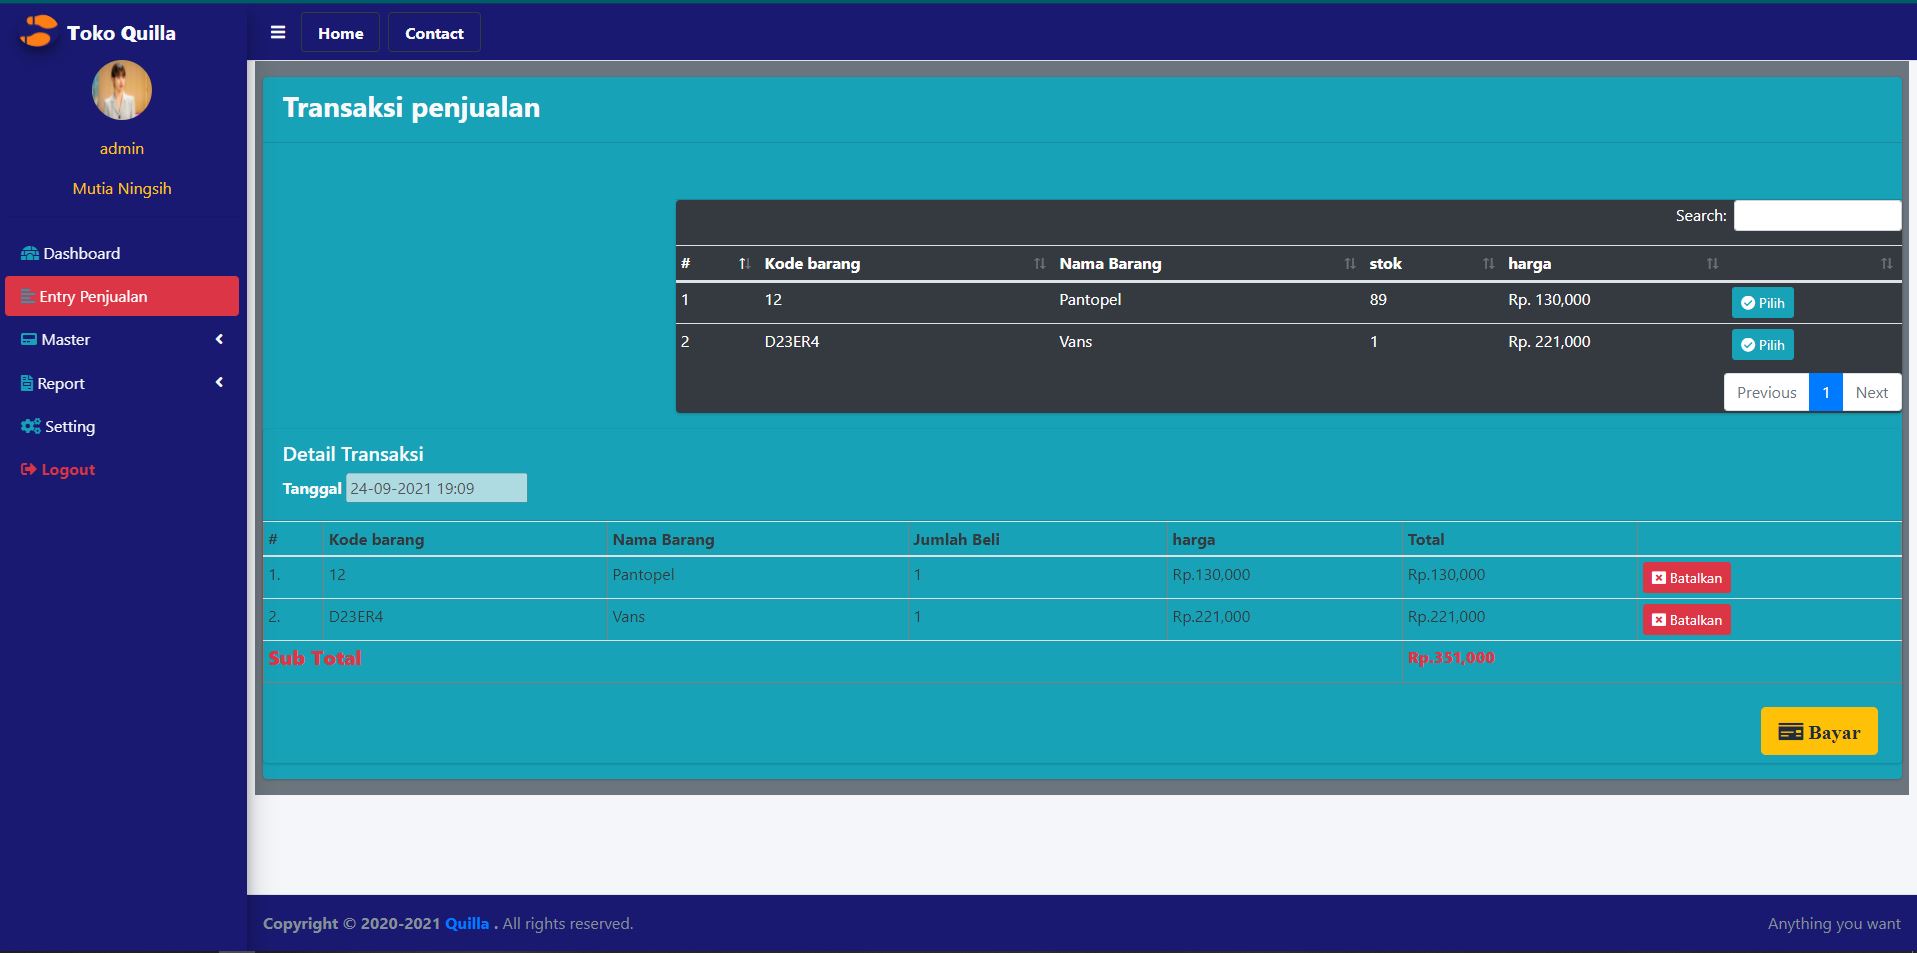 Toko Quilla
admin
Mutia Ningsih
Dashboard
Entry Penjualan
Master
Report
Setting
Logout
Home Contact
Transaksi penjualan
Search:
# Kode barang Nama Barang stok harga
1 12 Pantopel 89 Rp. 130,000 Pilih
2 D23ER4 Vans 1 Rp. 221,000 Pilih
Previous 1 Next
Detail Transaksi
Tanggal 24-09-2021 19:09
# Kode barang Nama Barang Jumlah Beli harga Total
1. 12 Pantopel 1 Rp.130,000 Rp.130,000 Batalkan
2. D23ER4 Vans 1 Rp.221,000 Rp.221,000 Batalkan
Sub Total Rp.351,000
Bayar
Copyright © 2020-2021 Quilla . All rights reserved. Anything you want